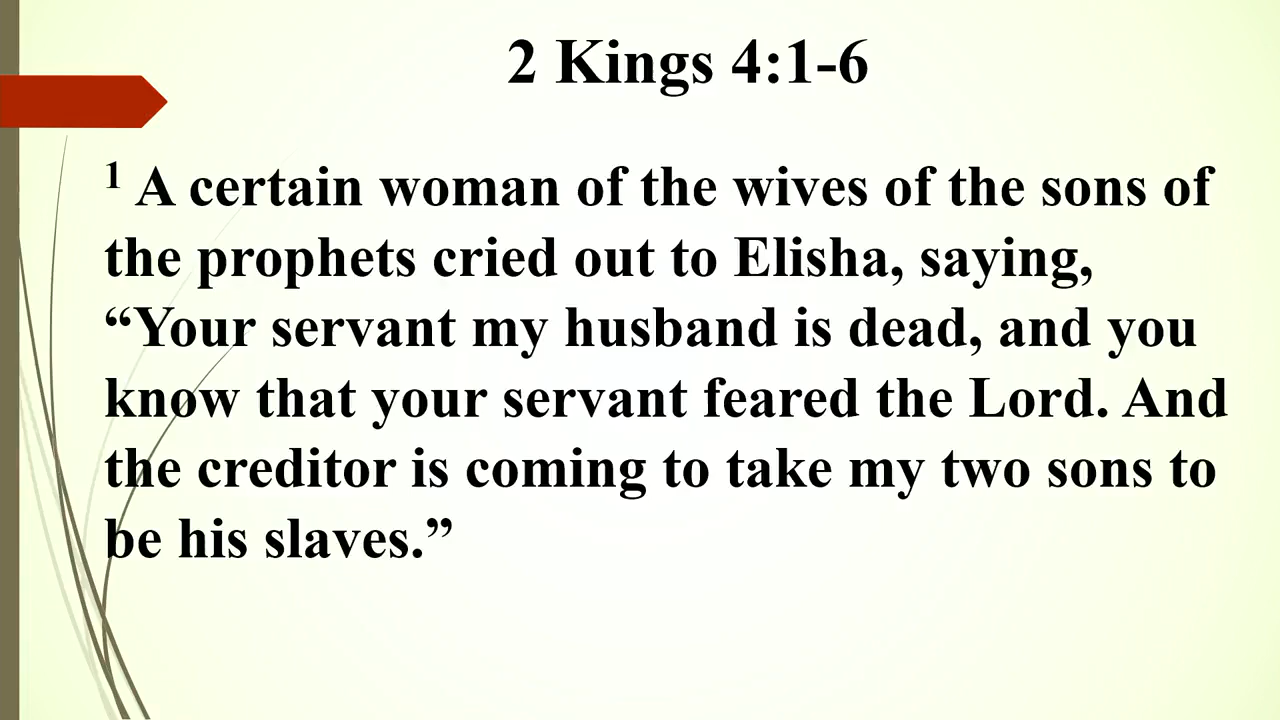 2 Kings 4:1-6
1 A certain woman of the wives of the sons of
the prophets cried out to Elisha, saying,
“Your servant my husband is dead, and you
know that your servant feared the Lord. And
the creditor is coming to take my two sons to
be his slaves.”